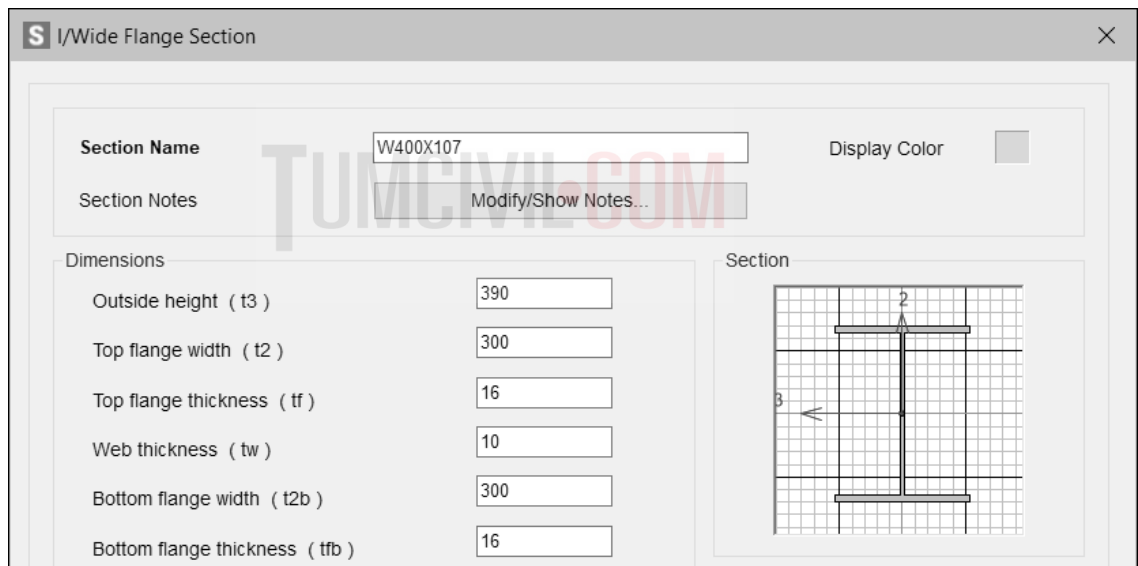 S I/Wide Flange Section
Section Name W400X107 Display Color
Section Notes Modify/Show Notes...
TUMCIVIL.COM
Dimensions
Outside height ( t3 ) 390
Top flange width ( t2 ) 300
Top flange thickness ( tf ) 16
Web thickness ( tw ) 10
Bottom flange width ( t2b ) 300
Bottom flange thickness ( tfb ) 16
Section
2
3